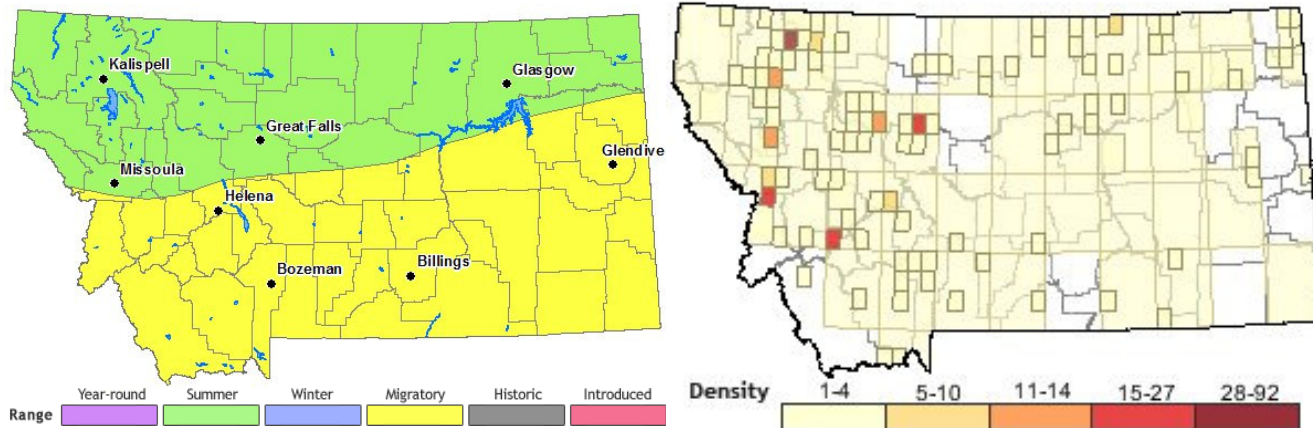 Kalispell
Glasgow
Great Falls
Glendive
Missoula
Helena
Bozeman
Billings
Year-round Summer Winter Migratory Historic Introduced
Range
Density 1-4 5-10 11-14 15-27 28-92